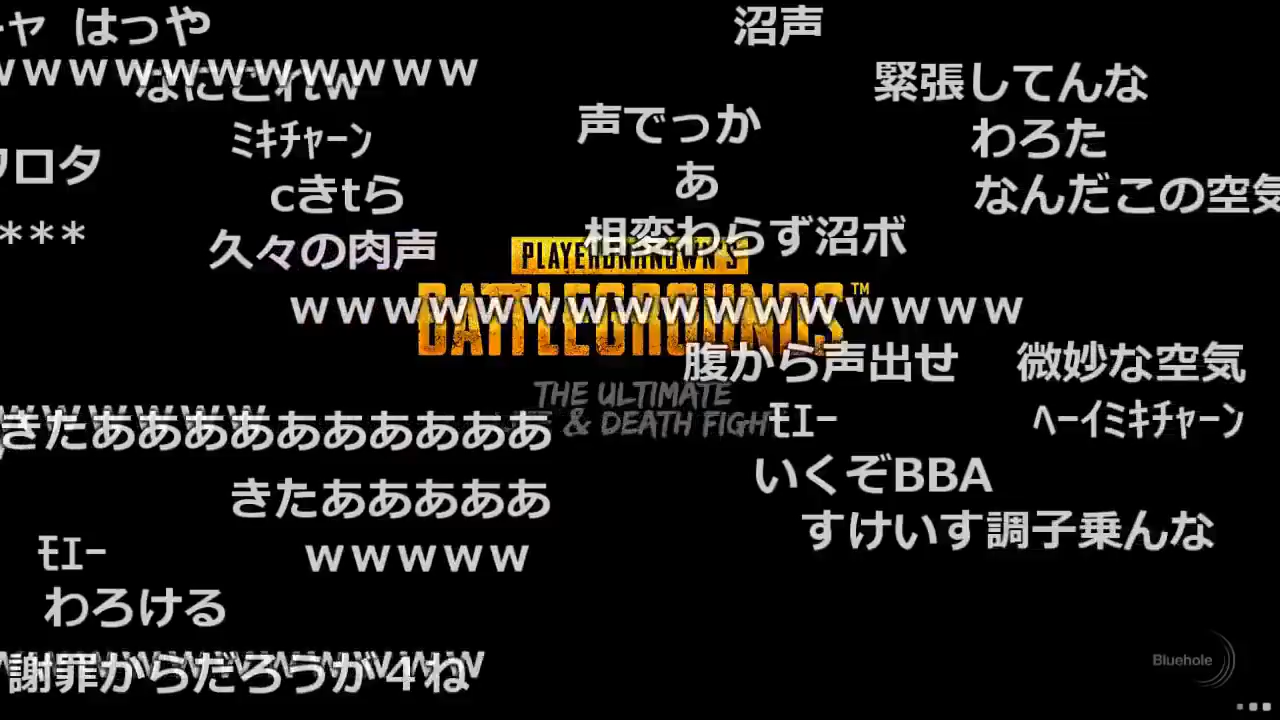 ーヤ はっや
沼声
wwwwwwwwwwwww
なにこれw
緊張してんな
ﾐｷﾁｬｰﾝ
声でっか
わろた
ワロタ
cきtら
あ
なんだこの空気
***
久々の肉声
相変わらず沼ボ
PLAYERUNKNOWN'S
BATTLEGROUNDS™
wwwwwwwwwwwwwwww
腹から声出せ
微妙な空気
THE ULTIMATE
LIFE & DEATH FIGHT
wwwwww
きたああああああああああ
ﾓｴｰ
ﾍｰｲﾐｷﾁｬｰﾝ
いくぞBBA
きたあああああ
すけいす調子乗んな
ﾓｴｰ
wwwww
わろける
謝罪からだろうが４ね
Bluehole